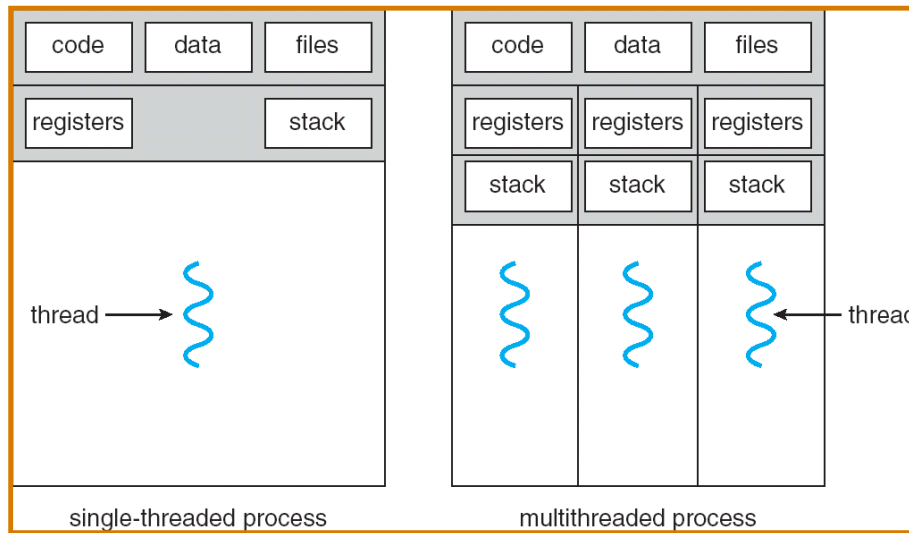 code data files
registers stack
thread
single-threaded process
code data files
registers registers registers
stack stack stack
thread
multithreaded process